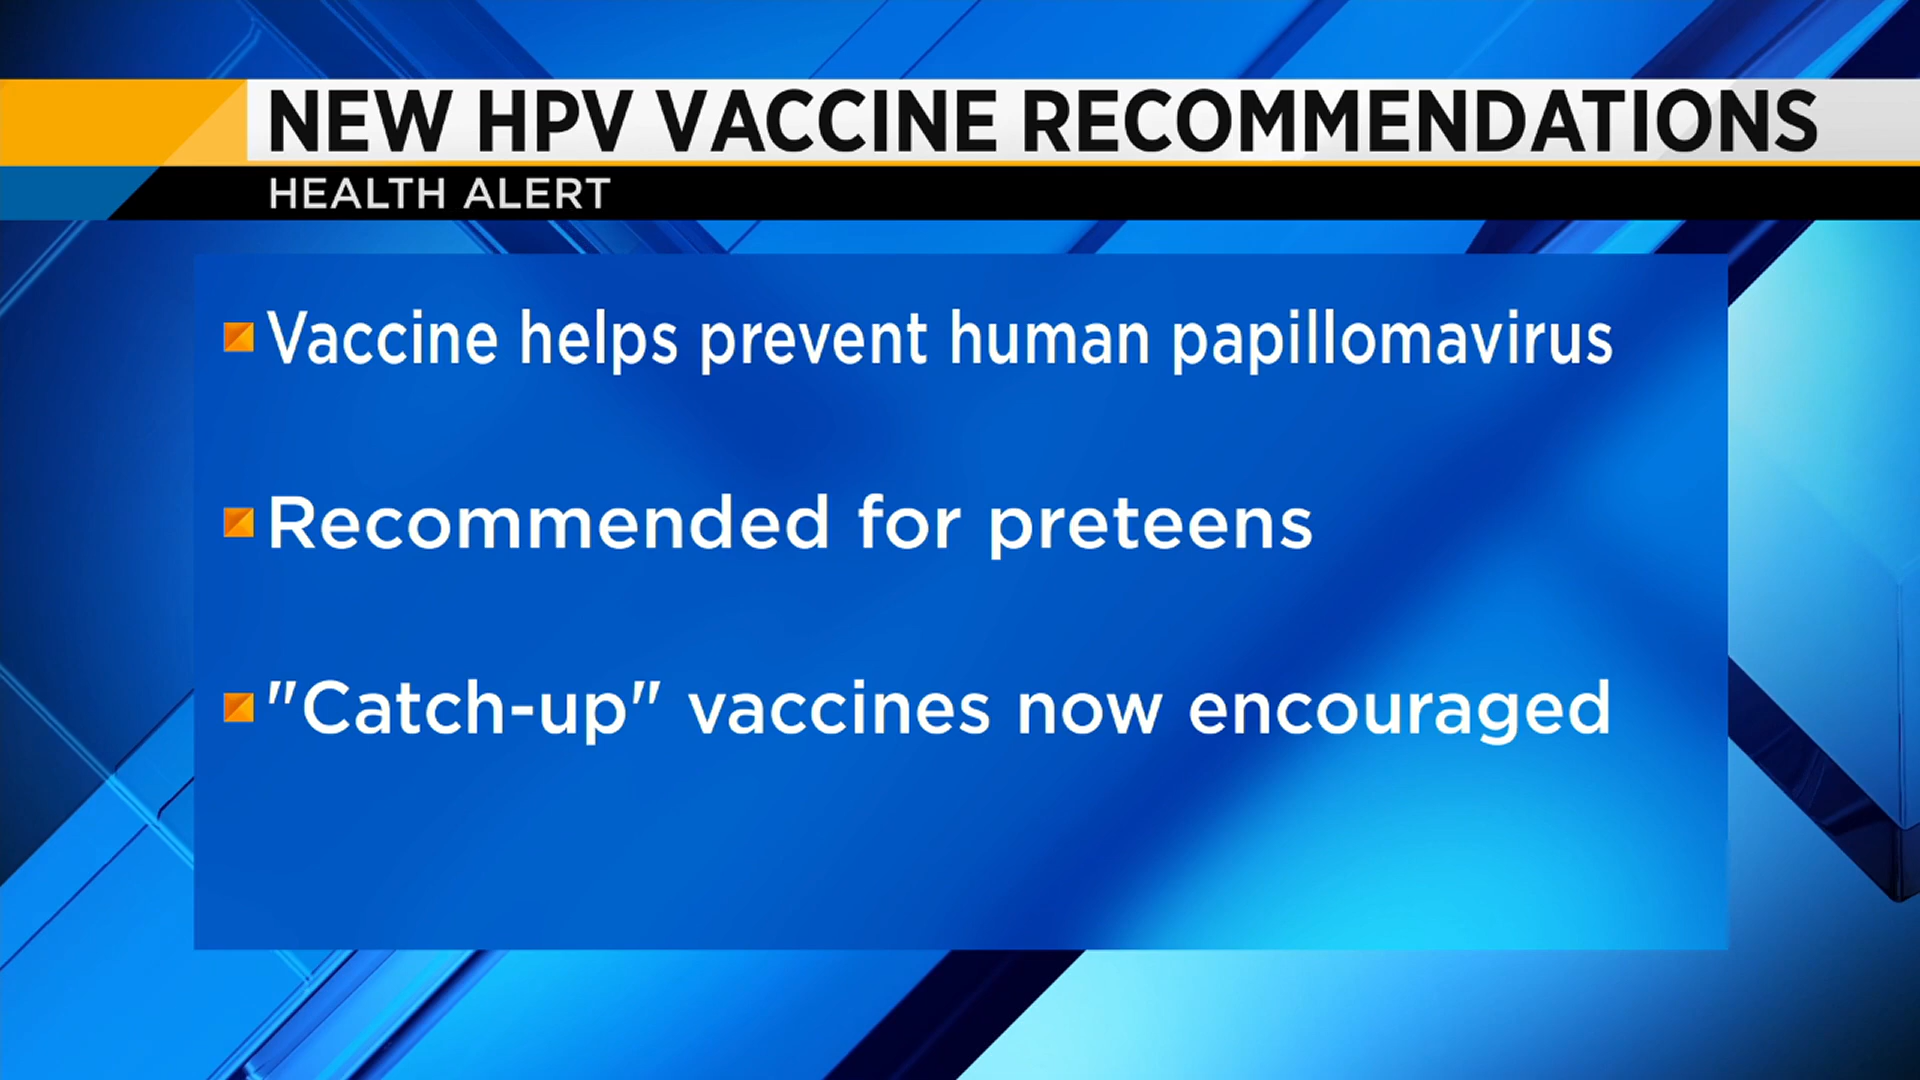 NEW HPV VACCINE RECOMMENDATIONS
HEALTH ALERT
Vaccine helps prevent human papillomavirus
Recommended for preteens
"Catch-up" vaccines now encouraged